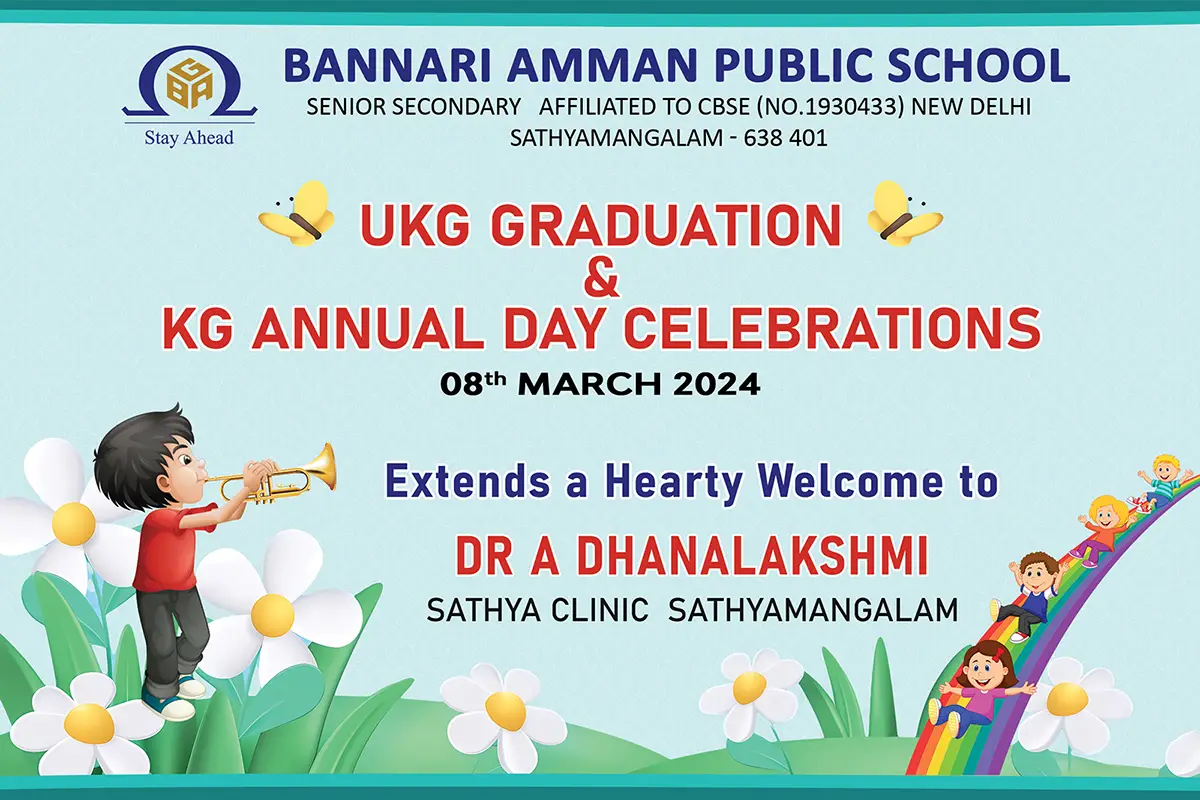 GBA
Stay Ahead
BANNARI AMMAN PUBLIC SCHOOL
SENIOR SECONDARY AFFILIATED TO CBSE (NO.1930433) NEW DELHI
SATHYAMANGALAM - 638 401
UKG GRADUATION
&
KG ANNUAL DAY CELEBRATIONS
08th MARCH 2024
Extends a Hearty Welcome to
DR A DHANALAKSHMI
SATHYA CLINIC SATHYAMANGALAM